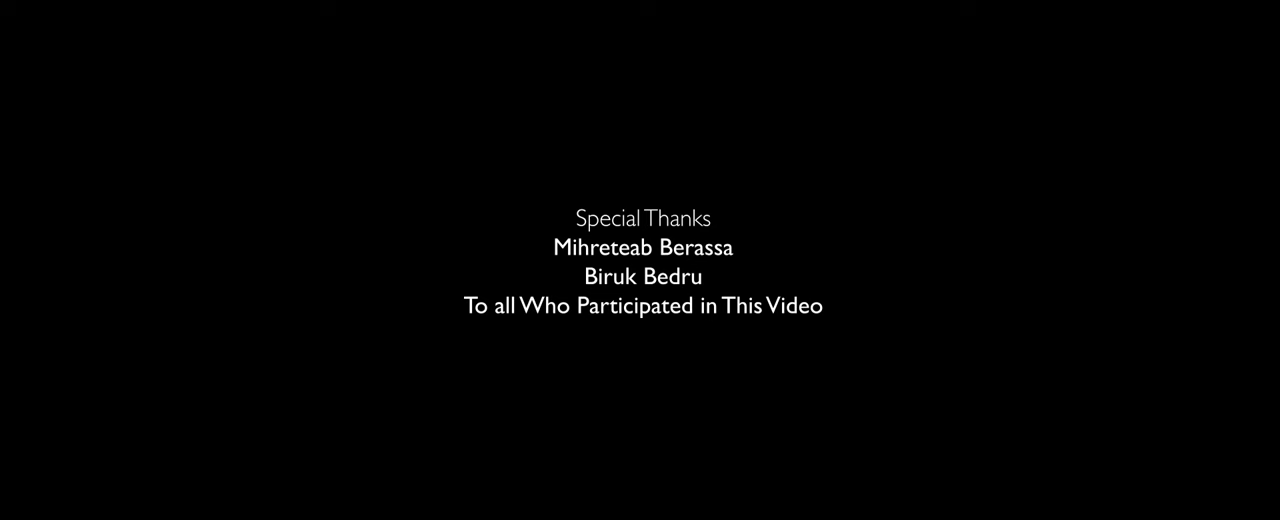 Special Thanks
Mihreteab Berassa
Biruk Bedru
To all Who Participated in This Video